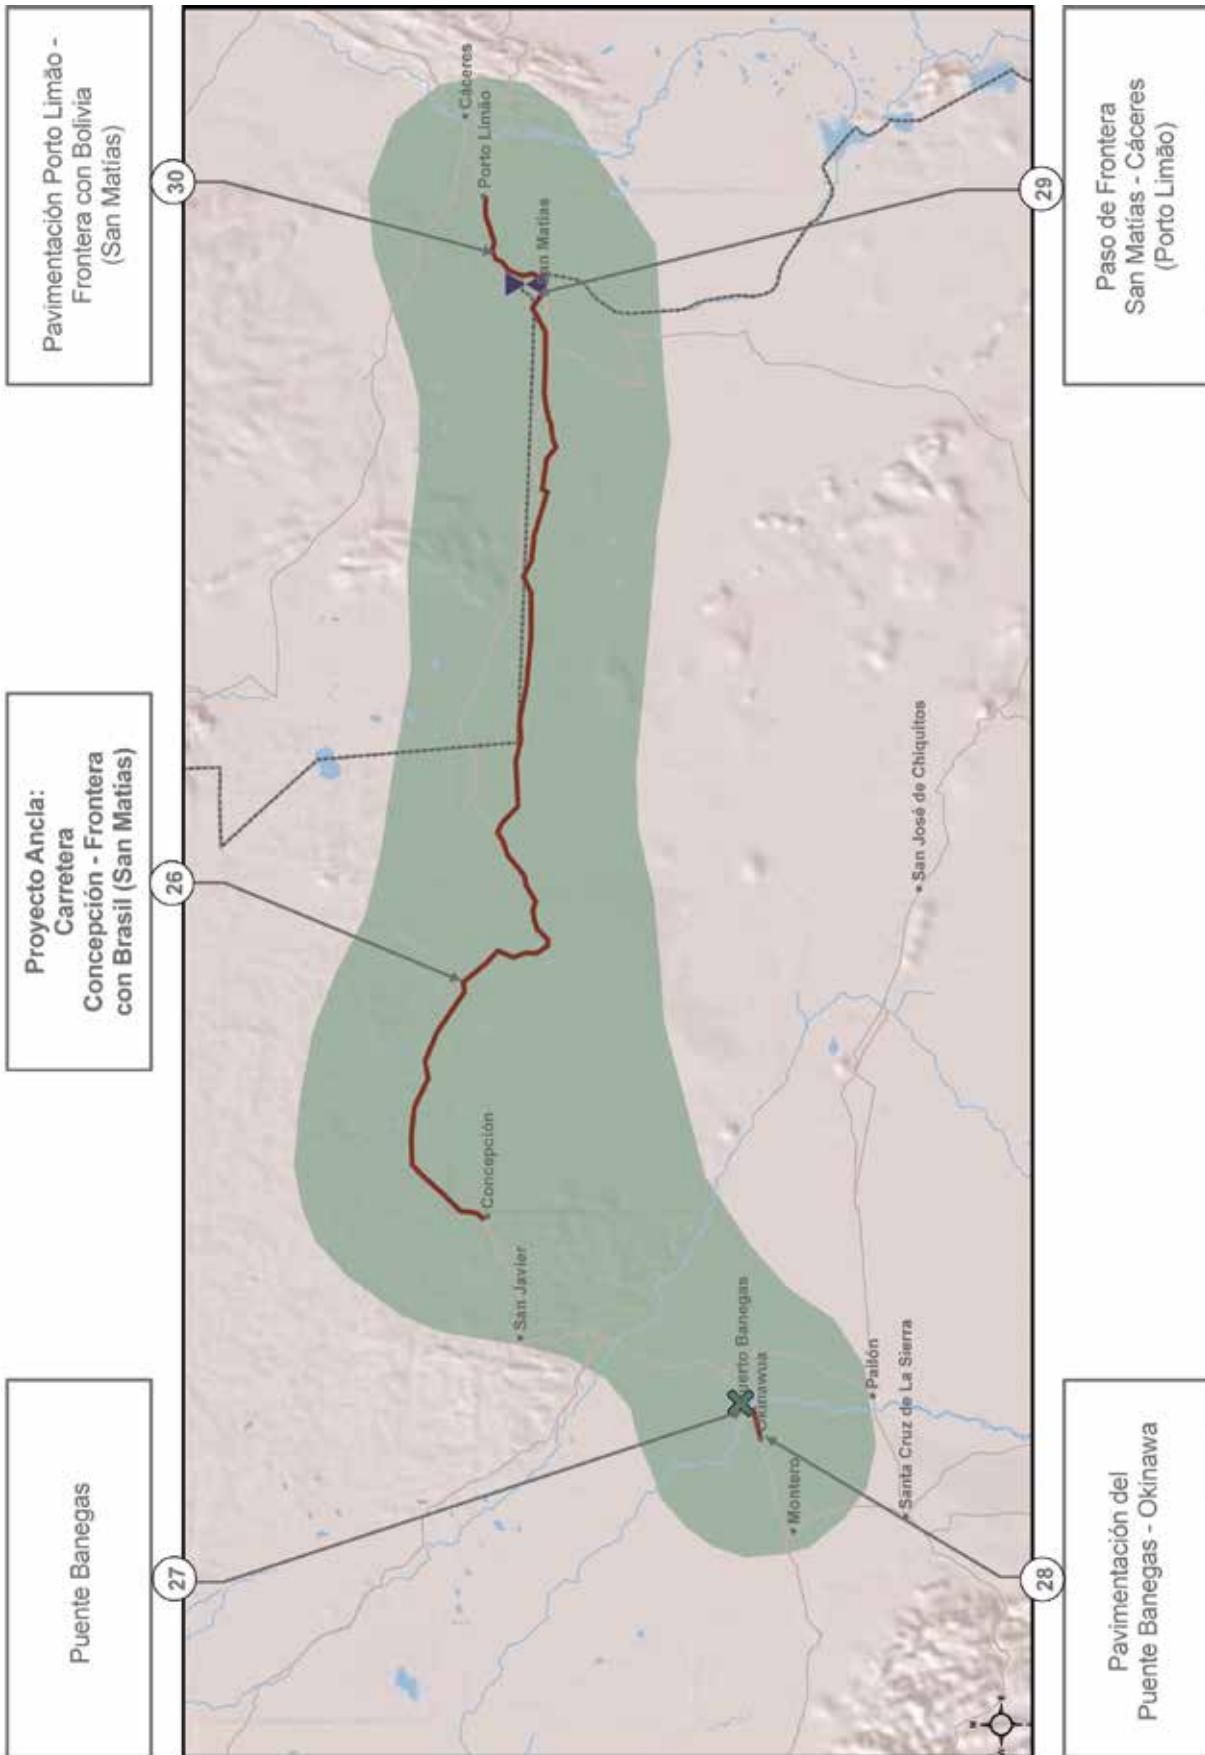 Puente Banegas
Proyecto Ancla:
Carretera
Concepción - Frontera
con Brasil (San Matias)
Pavimentación Porto Limão -
Frontera con Bolivia
(San Matías)
27
26
30
Cáceres
Porto Limão
Concepción
San Javier
San Matías
Puerto Banegas
Okinawua
Montero
Pailón
Santa Cruz de La Sierra
San José de Chiquitos
28
29
Pavimentación del
Puente Banegas - Okinawa
Paso de Frontera
San Matías - Cáceres
(Porto Limão)